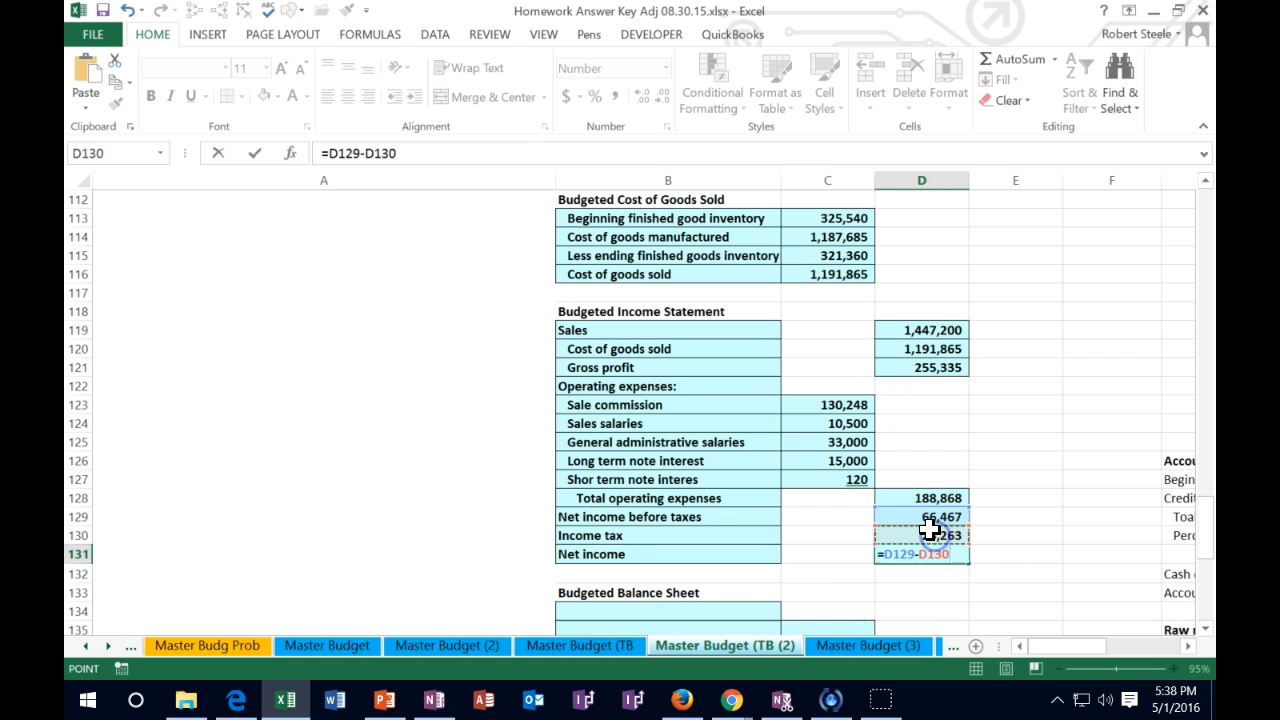 Homework Answer Key Adj 08.30.15.xlsx - Excel
FILE HOME INSERT PAGE LAYOUT FORMULAS DATA REVIEW VIEW Pens DEVELOPER QuickBooks Robert Steele
Paste
11
Wrap Text
Merge & Center
Number
$ % ,
Conditional Formatting
Format as Table
Cell Styles
Insert Delete Format
AutoSum
Fill
Clear
Sort & Filter
Find & Select
Clipboard Font Alignment Number Styles Cells Editing
D130 =D129-D130
A B C D E F
112 Budgeted Cost of Goods Sold
113 Beginning finished good inventory 325,540
114 Cost of goods manufactured 1,187,685
115 Less ending finished goods inventory 321,360
116 Cost of goods sold 1,191,865
117
118 Budgeted Income Statement
119 Sales 1,447,200
120 Cost of goods sold 1,191,865
121 Gross profit 255,335
122 Operating expenses:
123 Sale commission 130,248
124 Sales salaries 10,500
125 General administrative salaries 33,000
126 Long term note interest 15,000 Accou
127 Shor term note interes 120 Begin
128 Total operating expenses 188,868 Credit
129 Net income before taxes 66,467 Toal
130 Income tax ,263 Perc
131 Net income =D129-D130
132 Cash
133 Budgeted Balance Sheet Accou
134
135 Raw
... Master Budg Prob Master Budget Master Budget (2) Master Budget (TB Master Budget (TB (2) Master Budget (3) ...
POINT 95%
5:38 PM
5/1/2016